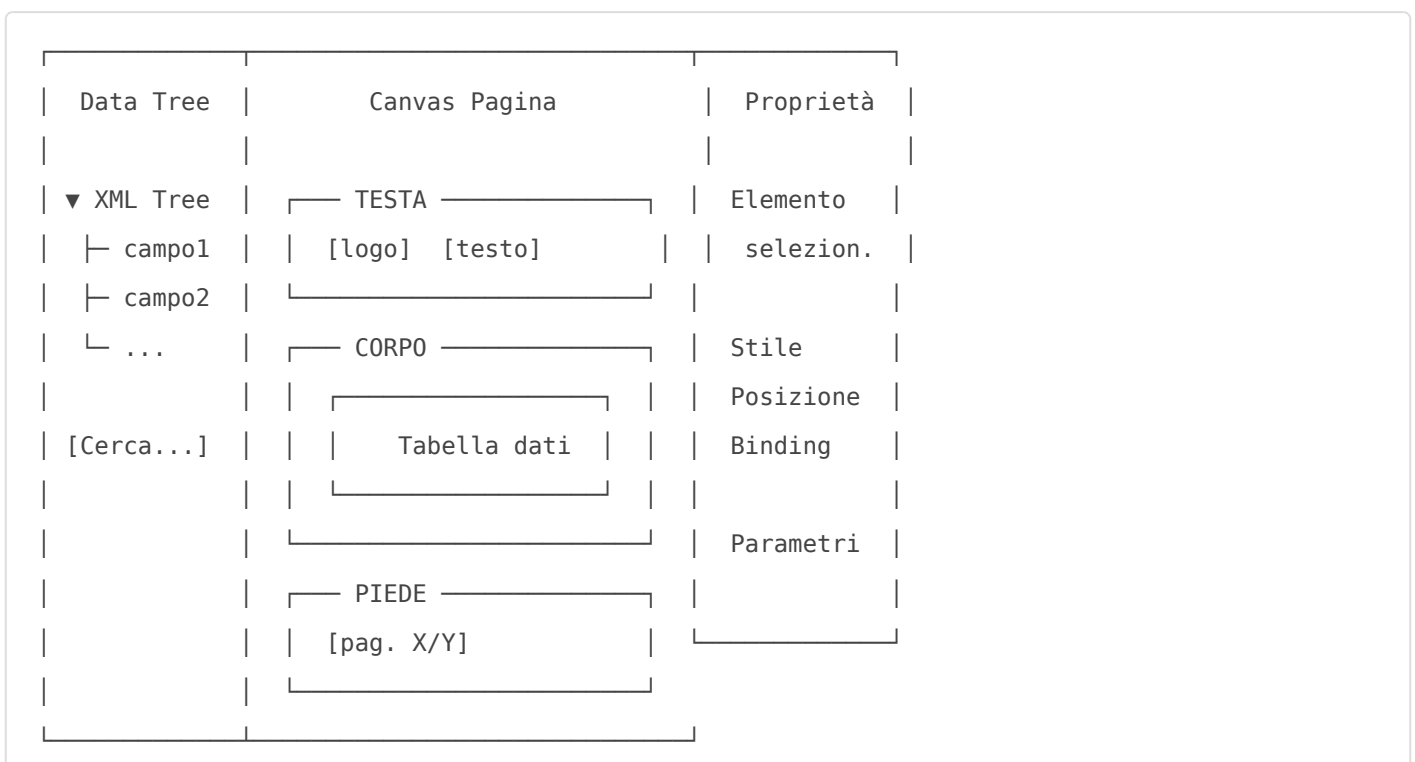 Data Tree Canvas Pagina Proprietà
▼ XML Tree TESTA Elemento
├─ campo1 [logo] [testo] selezion.
├─ campo2
└─ ... CORPO Stile
Posizione
[Cerca...] Tabella dati Binding
Parametri
PIEDE
[pag. X/Y]